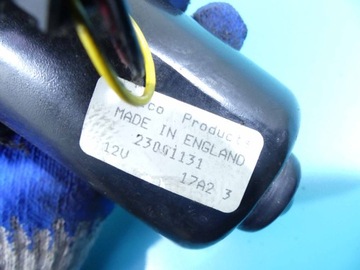 Products
MADE IN ENGLAND
23001131
12V
17A2 3